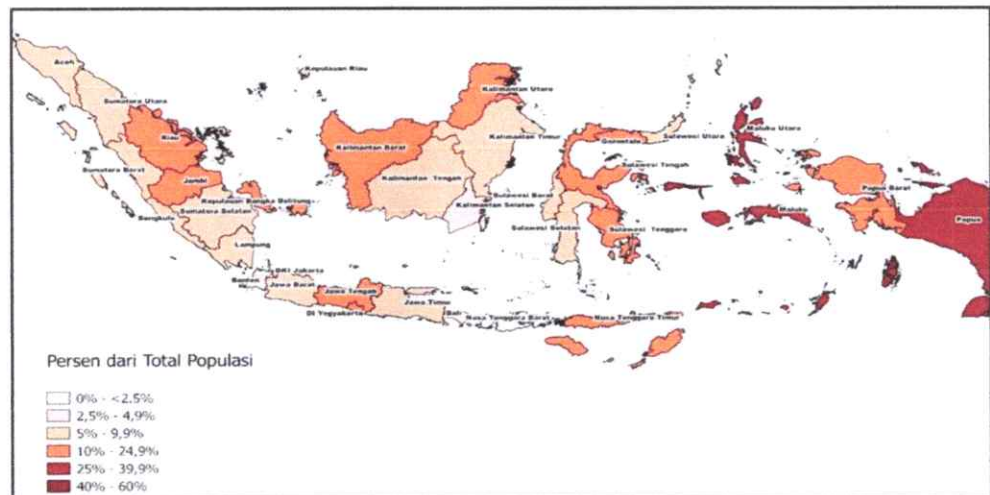 Aceh
Kepulauan Riau
Sumatera Utara
Kalimantan Utara
Riau
Maluku Utara
Kalimantan Timur
Sulawesi Utara
Gorontalo
Kalimantan Barat
Sulawesi Tengah
Sumatera Barat
Kalimantan Tengah
Jambi
Papua Barat
Sulawesi Barat
Kepulauan Bangka Belitung
Kalimantan Selatan
Sumatera Selatan
Maluku
Bengkulu
Papua
Sulawesi Selatan
Sulawesi Tenggara
Lampung
DKI Jakarta
Banten
Jawa Barat
Jawa Tengah
Jawa Timur
DI Yogyakarta
Bali
Nusa Tenggara Barat
Nusa Tenggara Timur
Persen dari Total Populasi
0% - <2.5%
2,5% - 4,9%
5% - 9,9%
10% - 24,9%
25% - 39,9%
40% - 60%